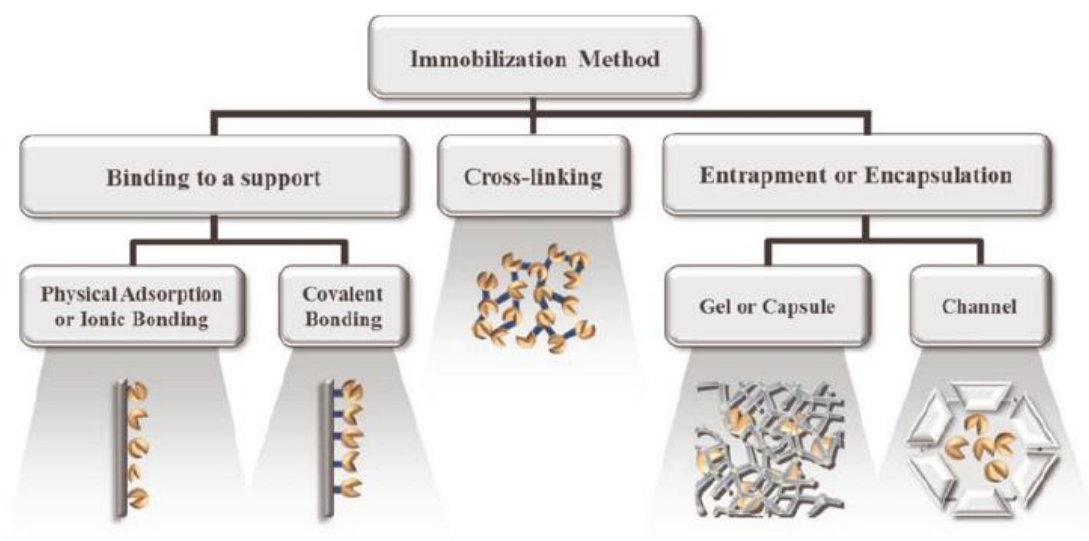 Immobilization Method
Binding to a support
Cross-linking
Entrapment or Encapsulation
Physical Adsorption
or Ionic Bonding
Covalent
Bonding
Gel or Capsule
Channel